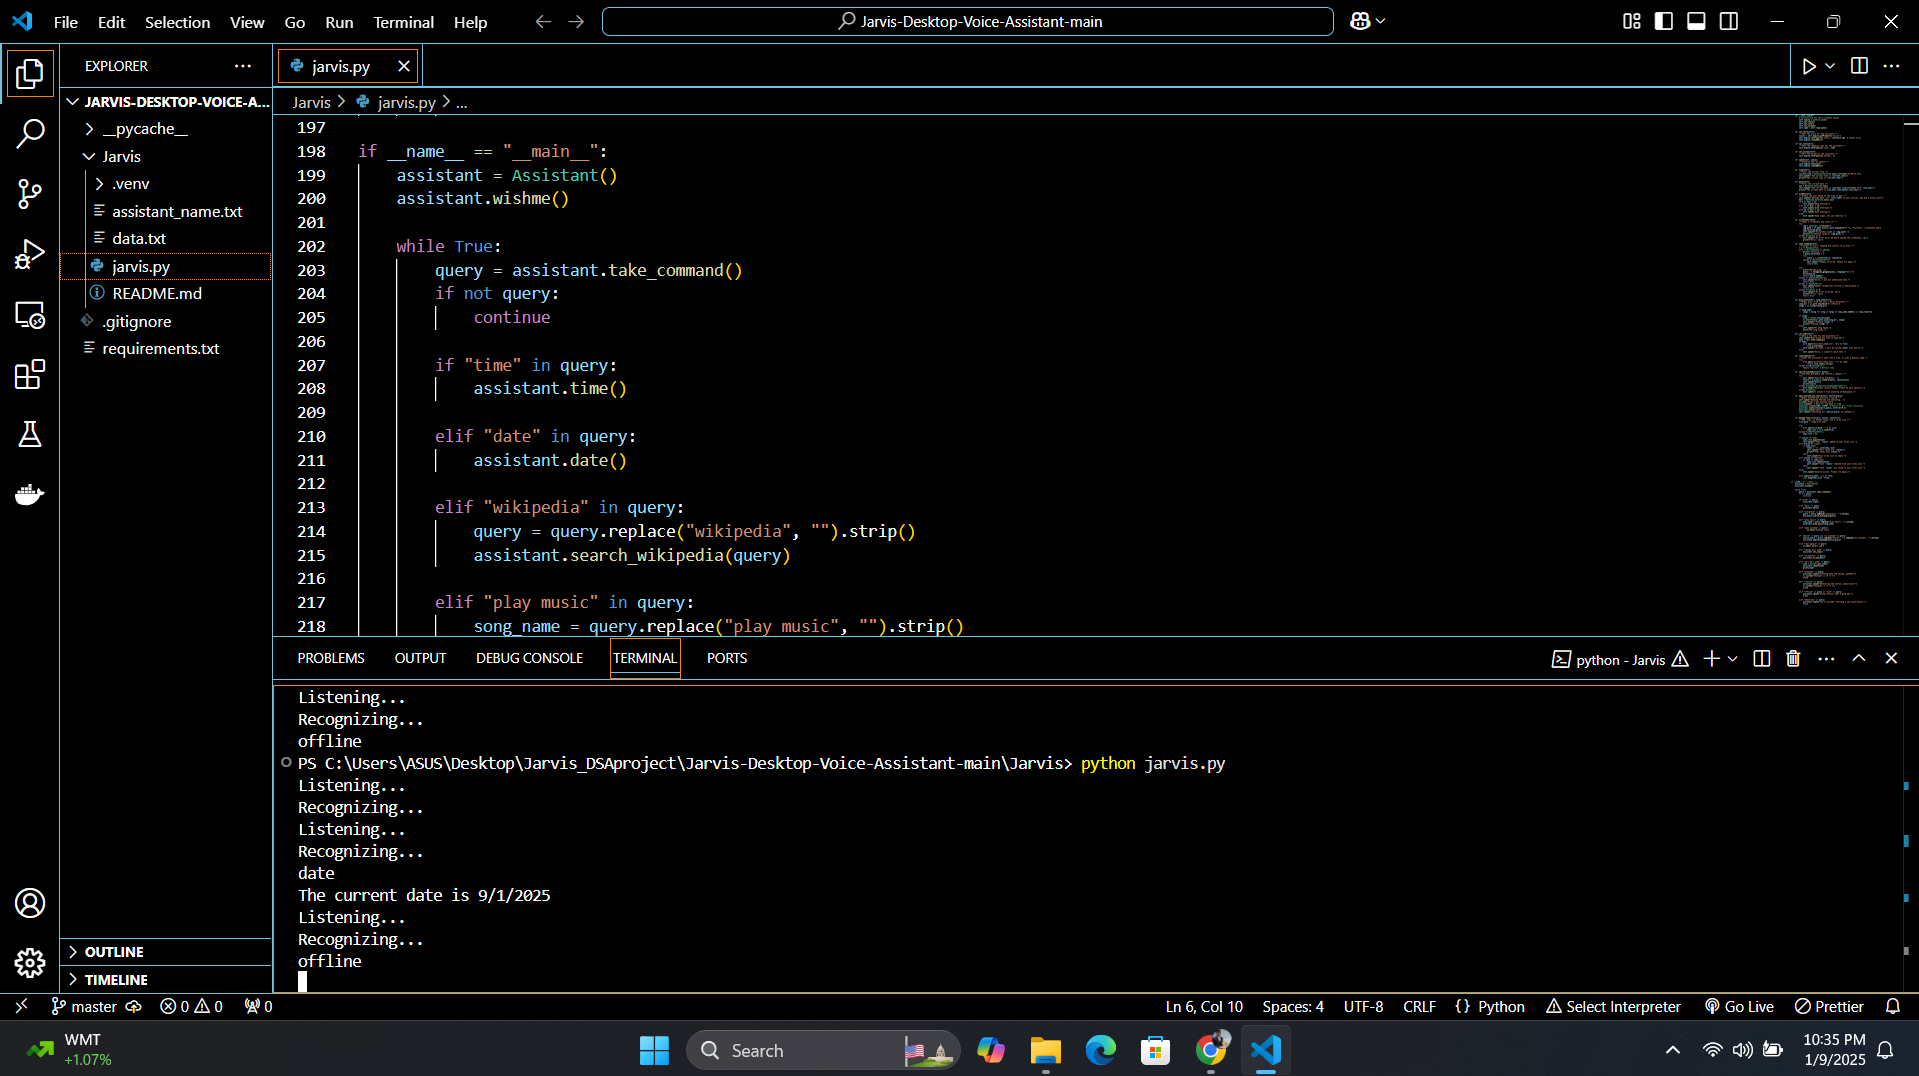 File Edit Selection View Go Run Terminal Help
Jarvis-Desktop-Voice-Assistant-main
EXPLORER
JARVIS-DESKTOP-VOICE-A...
__pycache__
Jarvis
.venv
assistant_name.txt
data.txt
jarvis.py
README.md
.gitignore
requirements.txt
OUTLINE
TIMELINE
jarvis.py
Jarvis > jarvis.py > ...
197
198 if __name__ == "__main__":
199 assistant = Assistant()
200 assistant.wishme()
201
202 while True:
203 query = assistant.take_command()
204 if not query:
205 continue
206
207 if "time" in query:
208 assistant.time()
209
210 elif "date" in query:
211 assistant.date()
212
213 elif "wikipedia" in query:
214 query = query.replace("wikipedia", "").strip()
215 assistant.search_wikipedia(query)
216
217 elif "play music" in query:
218 song_name = query.replace("play music", "").strip()
PROBLEMS OUTPUT DEBUG CONSOLE TERMINAL PORTS
python - Jarvis
Listening...
Recognizing...
offline
PS C:\Users\ASUS\Desktop\Jarvis_DSAproject\Jarvis-Desktop-Voice-Assistant-main\Jarvis> python jarvis.py
Listening...
Recognizing...
Listening...
Recognizing...
date
The current date is 9/1/2025
Listening...
Recognizing...
offline
master 0 0 0 Ln 6, Col 10 Spaces: 4 UTF-8 CRLF {} Python Select Interpreter Go Live Prettier
WMT
+1.07%
Search
10:35 PM
1/9/2025